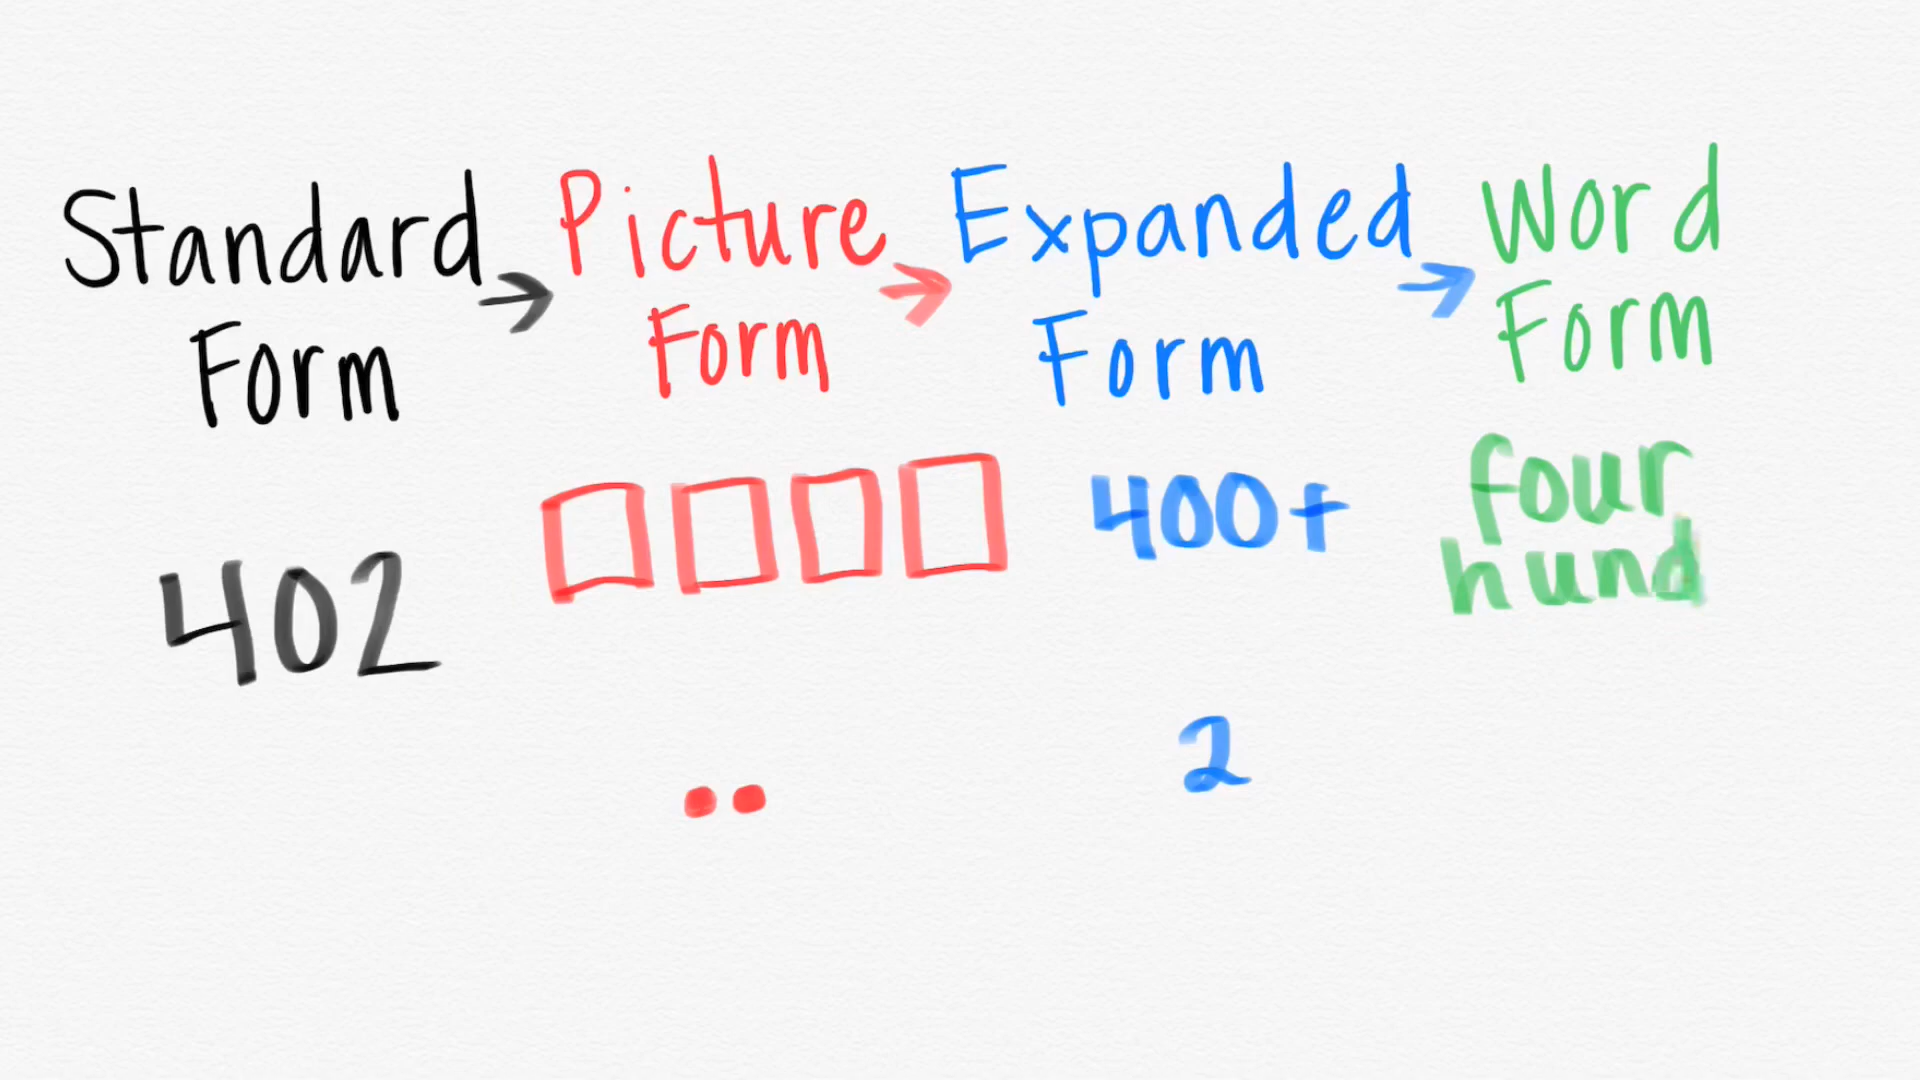 Standard
Form
402
Picture
Form
Expanded
Form
400+
2
Word
Form
four
hund